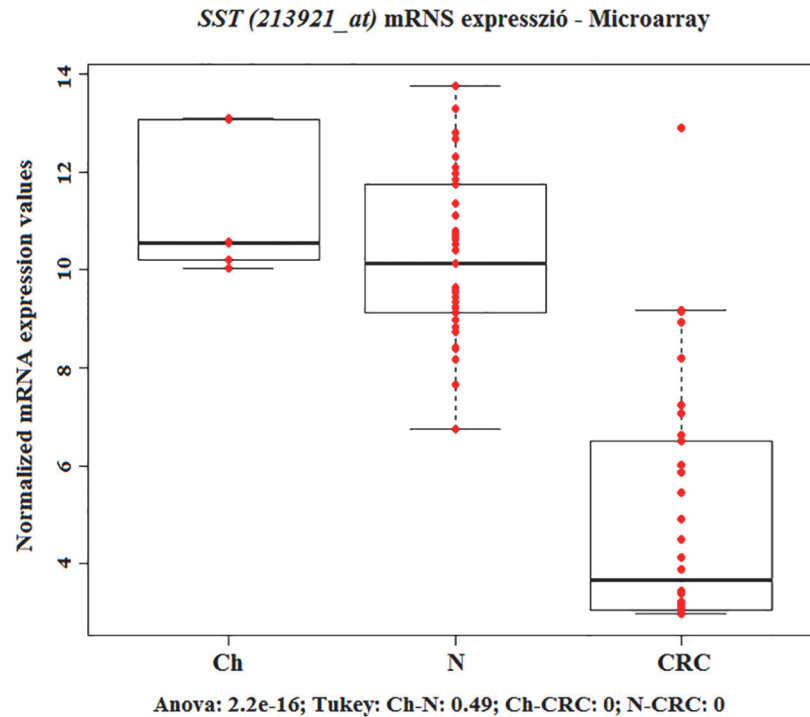 SST (213921_at) mRNS expresszió - Microarray
Normalized mRNA expression values
14
12
10
8
6
4
Ch N CRC
Anova: 2.2e-16; Tukey: Ch-N: 0.49; Ch-CRC: 0; N-CRC: 0